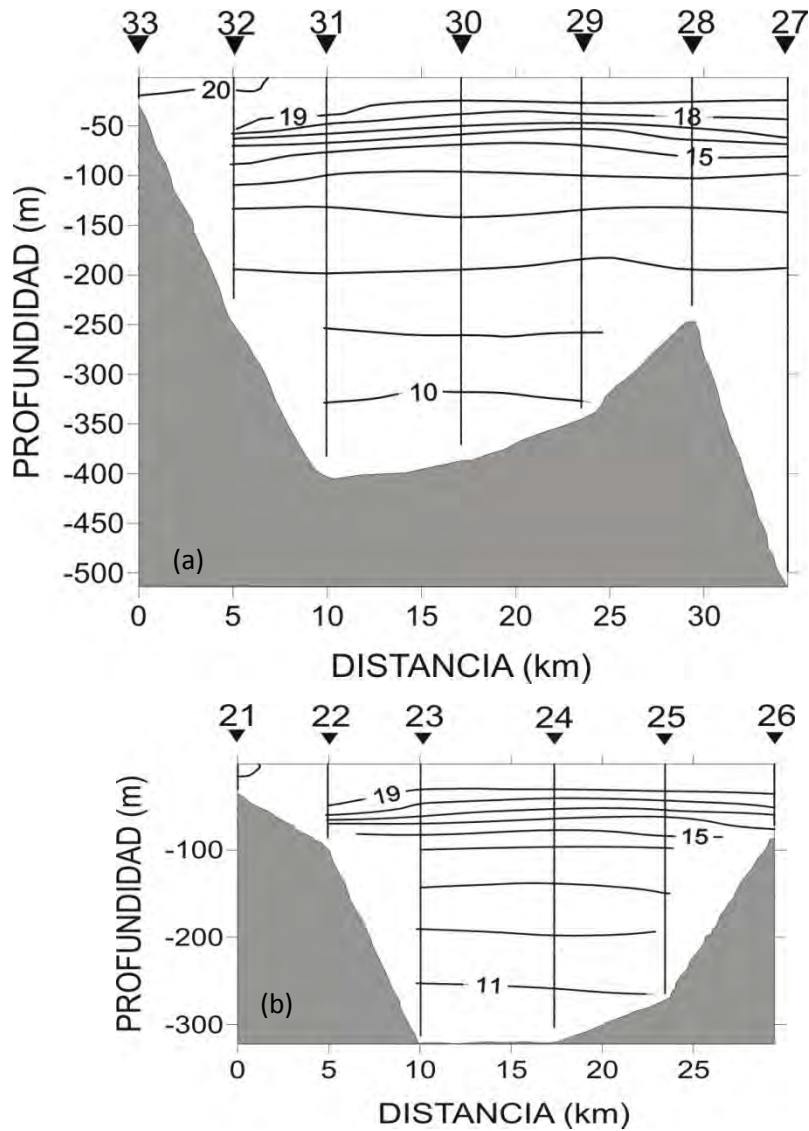 33 32 31 30 29 28 27
20
19 18
15
10
-50
-100
-150
-200
-250
-300
-350
-400
-450
-500
PROFUNDIDAD (m)
(a)
0 5 10 15 20 25 30
DISTANCIA (km)
21 22 23 24 25 26
19
15
11
-100
-200
-300
PROFUNDIDAD (m)
(b)
0 5 10 15 20 25
DISTANCIA (km)